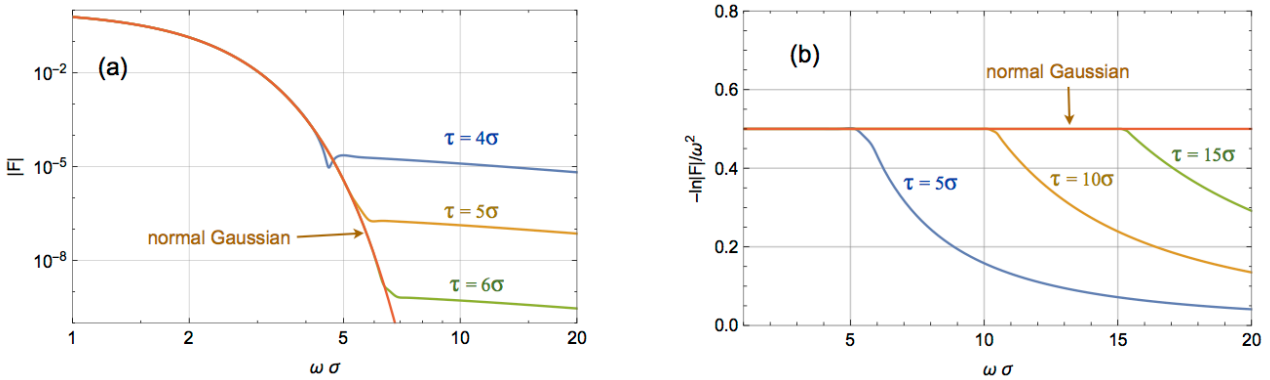 (a)
|F|
10⁻²
10⁻⁵
10⁻⁸
τ = 4σ
τ = 5σ
normal Gaussian
τ = 6σ
1 2 5 10 20
ω σ
(b)
−ln|F|/ω²
0.8
0.6
0.4
0.2
0.0
normal Gaussian
τ = 15σ
τ = 10σ
τ = 5σ
5 10 15 20
ω σ